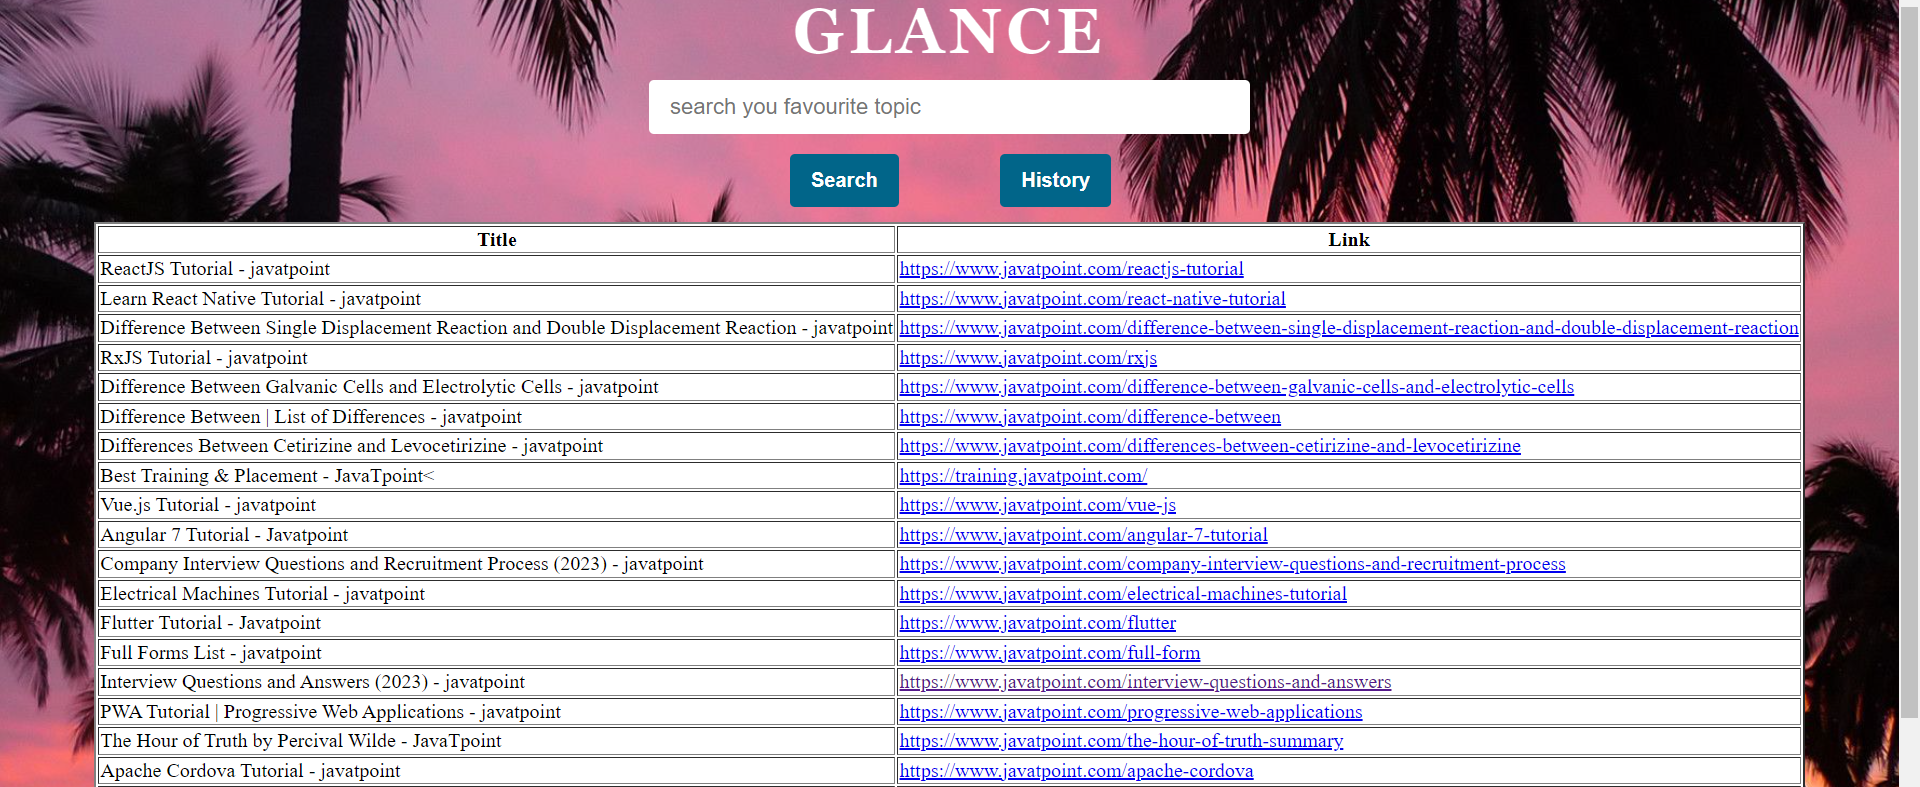 GLANCE
search you favourite topic
Search History
Title Link
ReactJS Tutorial - javatpoint https://www.javatpoint.com/reactjs-tutorial
Learn React Native Tutorial - javatpoint https://www.javatpoint.com/react-native-tutorial
Difference Between Single Displacement Reaction and Double Displacement Reaction - javatpoint https://www.javatpoint.com/difference-between-single-displacement-reaction-and-double-displacement-reaction
RxJS Tutorial - javatpoint https://www.javatpoint.com/rxjs
Difference Between Galvanic Cells and Electrolytic Cells - javatpoint https://www.javatpoint.com/difference-between-galvanic-cells-and-electrolytic-cells
Difference Between | List of Differences - javatpoint https://www.javatpoint.com/difference-between
Differences Between Cetirizine and Levocetirizine - javatpoint https://www.javatpoint.com/differences-between-cetirizine-and-levocetirizine
Best Training & Placement - JavaTpoint< https://training.javatpoint.com/
Vue.js Tutorial - javatpoint https://www.javatpoint.com/vue-js
Angular 7 Tutorial - Javatpoint https://www.javatpoint.com/angular-7-tutorial
Company Interview Questions and Recruitment Process (2023) - javatpoint https://www.javatpoint.com/company-interview-questions-and-recruitment-process
Electrical Machines Tutorial - javatpoint https://www.javatpoint.com/electrical-machines-tutorial
Flutter Tutorial - Javatpoint https://www.javatpoint.com/flutter
Full Forms List - javatpoint https://www.javatpoint.com/full-form
Interview Questions and Answers (2023) - javatpoint https://www.javatpoint.com/interview-questions-and-answers
PWA Tutorial | Progressive Web Applications - javatpoint https://www.javatpoint.com/progressive-web-applications
The Hour of Truth by Percival Wilde - JavaTpoint https://www.javatpoint.com/the-hour-of-truth-summary
Apache Cordova Tutorial - javatpoint https://www.javatpoint.com/apache-cordova